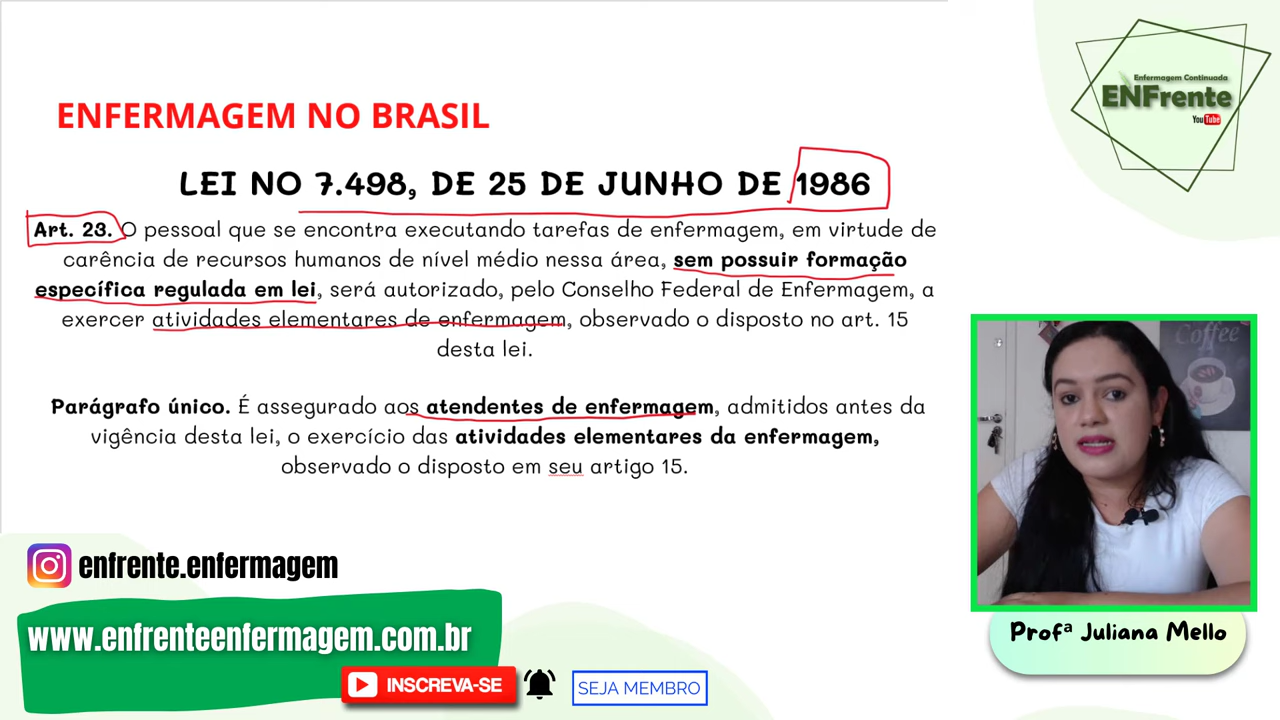 Enfermagem Continuada
ENFrente
YouTube
ENFERMAGEM NO BRASIL
LEI NO 7.498, DE 25 DE JUNHO DE 1986
Art. 23. O pessoal que se encontra executando tarefas de enfermagem, em virtude de
carência de recursos humanos de nível médio nessa área, sem possuir formação
específica regulada em lei, será autorizado, pelo Conselho Federal de Enfermagem, a
exercer atividades elementares de enfermagem, observado o disposto no art. 15
desta lei.
Parágrafo único. É assegurado aos atendentes de enfermagem, admitidos antes da
vigência desta lei, o exercício das atividades elementares da enfermagem,
observado o disposto em seu artigo 15.
Coffee
enfrente.enfermagem
www.enfrenteenfermagem.com.br
INSCREVA-SE
SEJA MEMBRO
Profª Juliana Mello